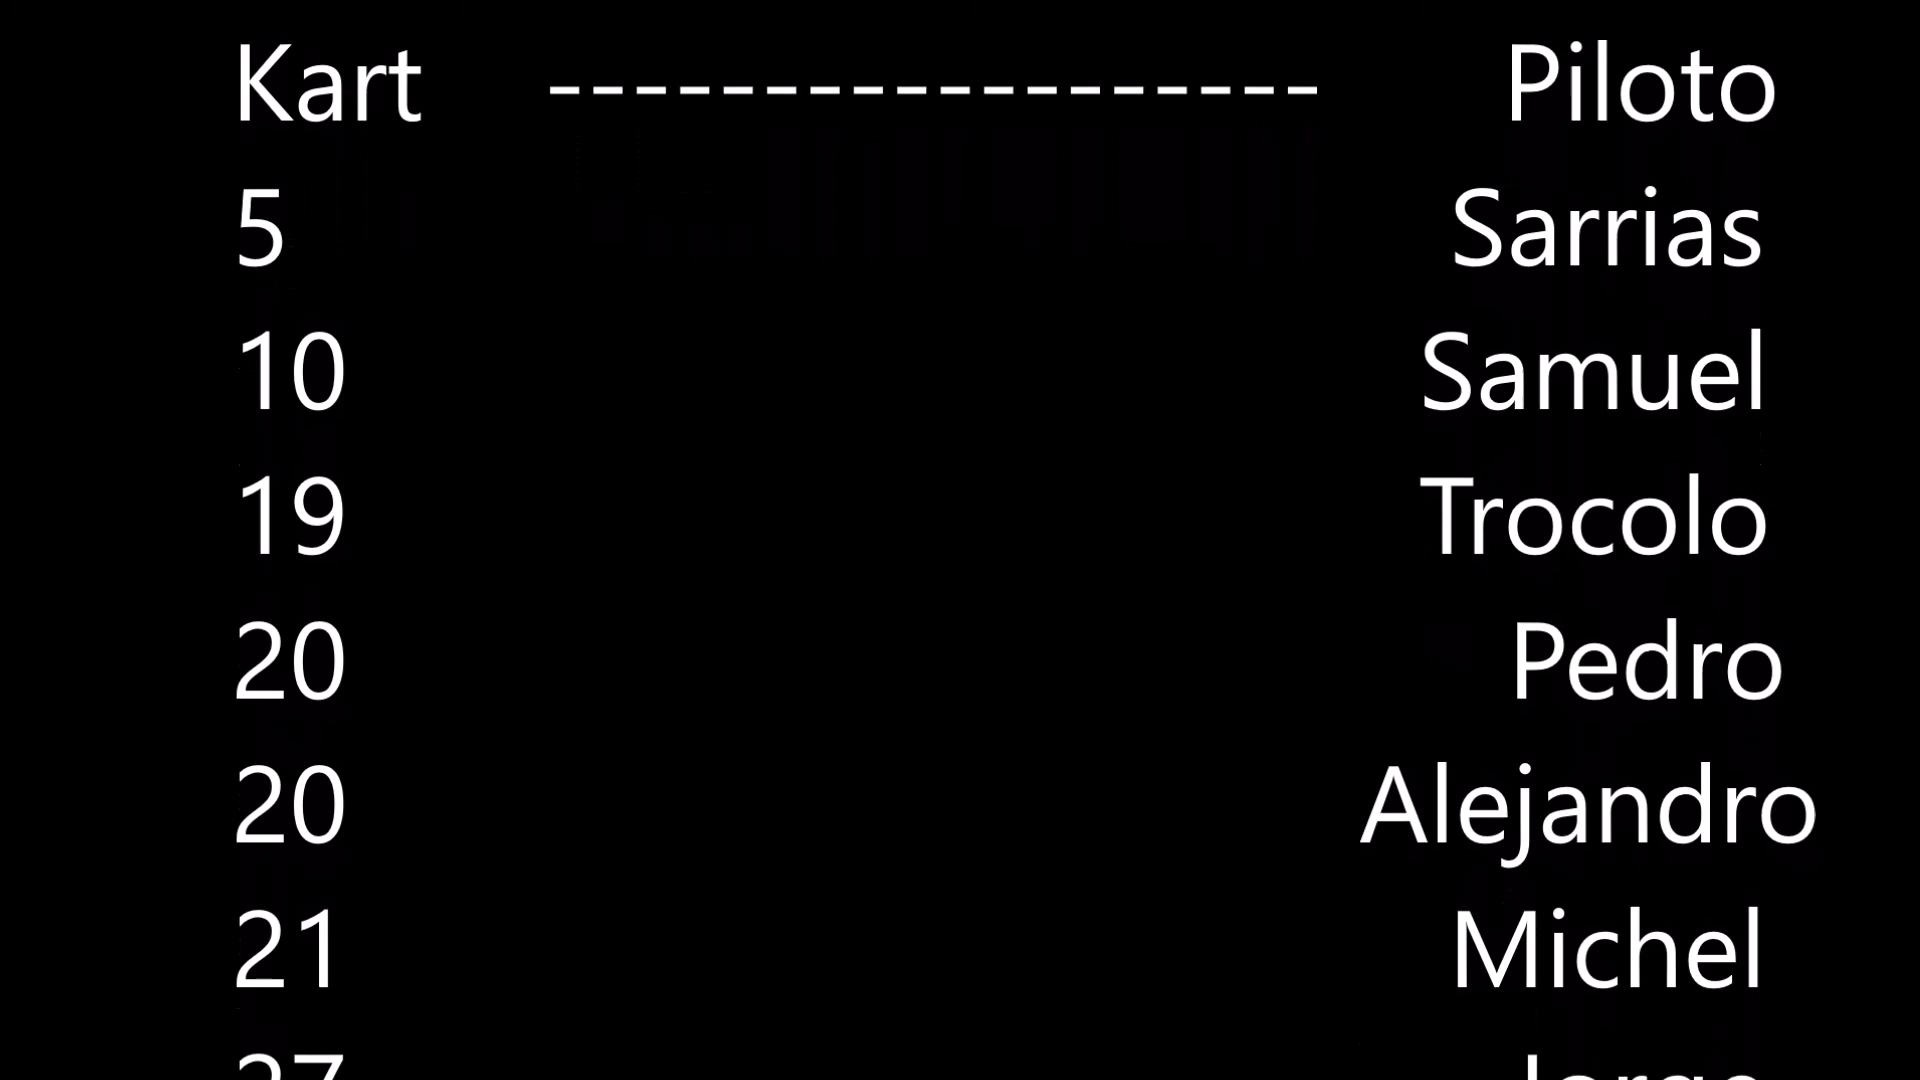 Kart ------------------ Piloto
5 Sarrias
10 Samuel
19 Trocolo
20 Pedro
20 Alejandro
21 Michel